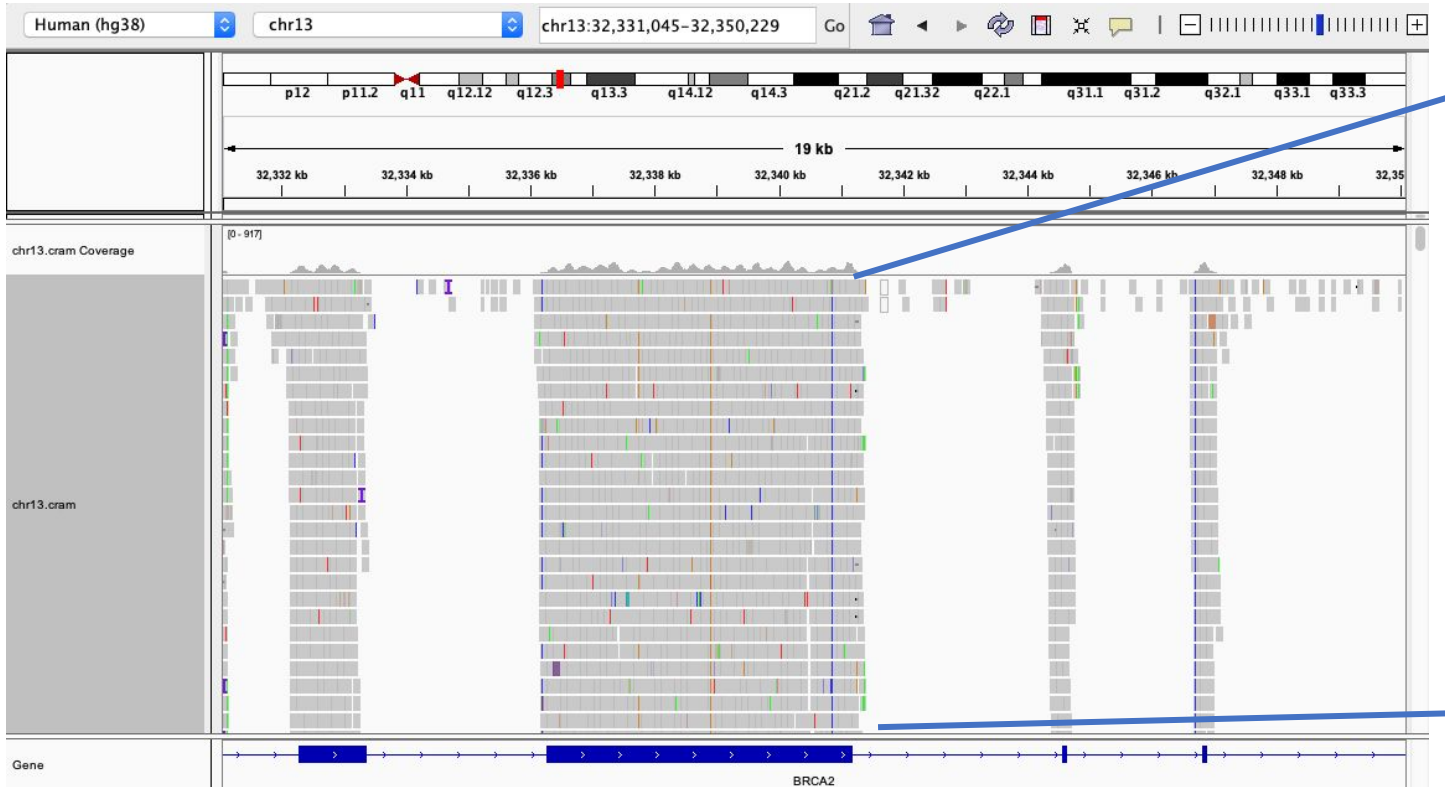 Human (hg38) chr13 chr13:32,331,045-32,350,229 Go
p12 p11.2 q11 q12.12 q12.3 q13.3 q14.12 q14.3 q21.2 q21.32 q22.1 q31.1 q31.2 q32.1 q33.1 q33.3
19 kb
32,332 kb 32,334 kb 32,336 kb 32,338 kb 32,340 kb 32,342 kb 32,344 kb 32,346 kb 32,348 kb 32,35
[0 - 917]
chr13.cram Coverage
chr13.cram
Gene
BRCA2